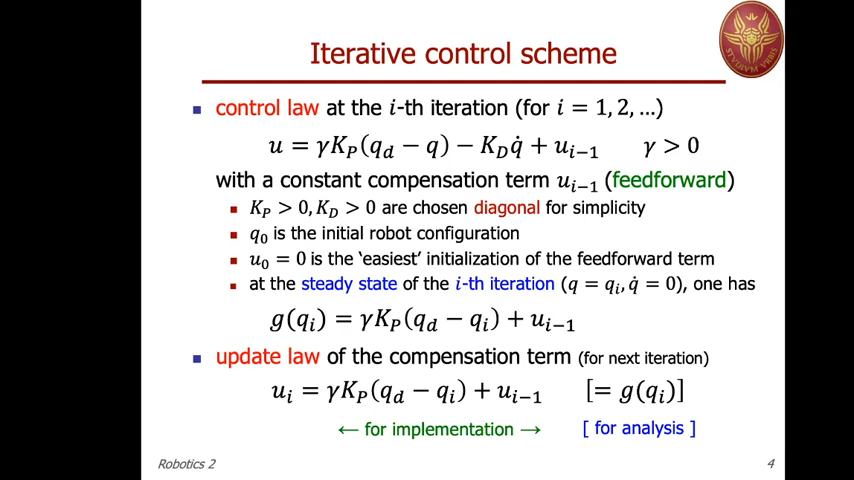 Iterative control scheme
STVDIVM VRBIS
control law at the i-th iteration (for i = 1, 2, ...)
u = γK_P(q_d − q) − K_D q̇ + u_{i−1} γ > 0
with a constant compensation term u_{i−1} (feedforward)
K_P > 0, K_D > 0 are chosen diagonal for simplicity
q_0 is the initial robot configuration
u_0 = 0 is the ‘easiest’ initialization of the feedforward term
at the steady state of the i-th iteration (q = q_i, q̇ = 0), one has
g(q_i) = γK_P(q_d − q_i) + u_{i−1}
update law of the compensation term (for next iteration)
u_i = γK_P(q_d − q_i) + u_{i−1} [= g(q_i)]
← for implementation → [ for analysis ]
Robotics 2 4